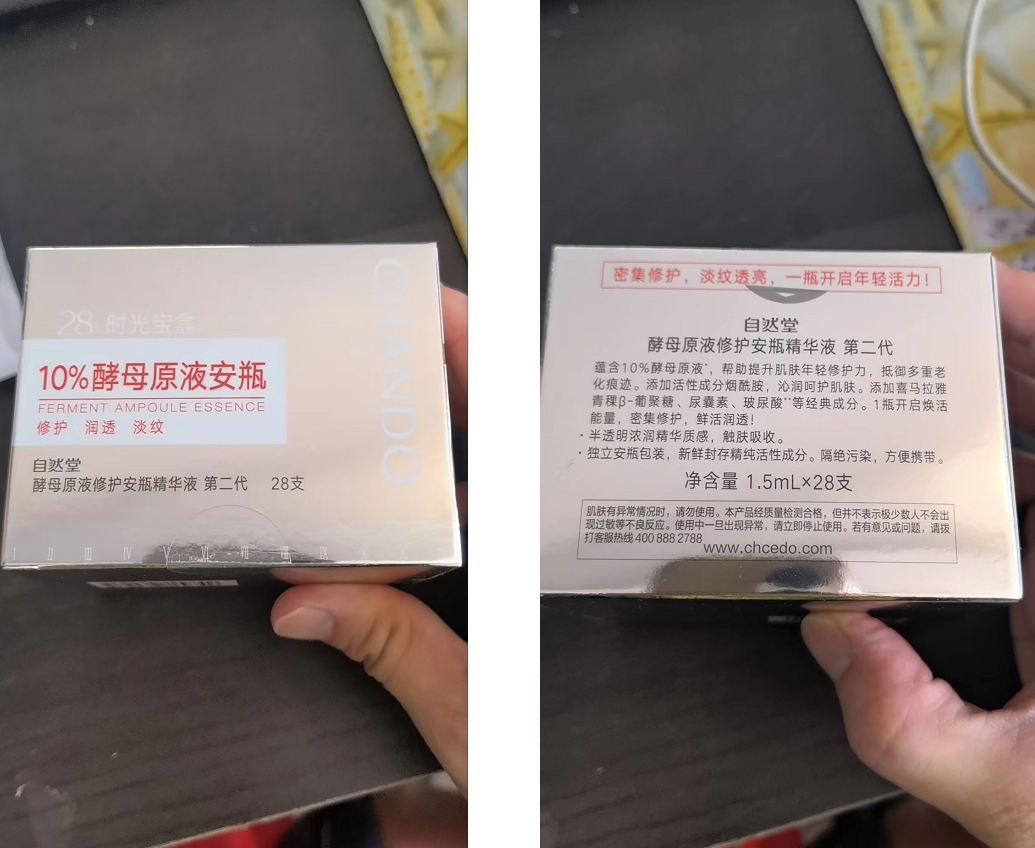 CHANDO
28 时光宝盒
10%酵母原液安瓶
FERMENT AMPOULE ESSENCE
修护 润透 淡纹
自然堂
酵母原液修护安瓶精华液 第二代 28支
密集修护，淡纹透亮，一瓶开启年轻活力！
自然堂
酵母原液修护安瓶精华液 第二代
蕴含10%酵母原液*，帮助提升肌肤年轻修护力，抵御多重老
化痕迹。添加活性成分烟酰胺，沁润呵护肌肤。添加喜马拉雅
青稞β-葡聚糖、尿囊素、玻尿酸**等经典成分。1瓶开启焕活
能量，密集修护，鲜活润透！
·半透明浓润精华质感，触肤吸收。
·独立安瓶包装，新鲜封存精纯活性成分。隔绝污染，方便携带。
净含量 1.5mL×28支
肌肤有异常情况时，请勿使用。本产品经质量检测合格，但并不表示极少数人不会出
现过敏等不良反应。使用中一旦出现异常，请立即停止使用。若有意见或问题，请拨
打客服热线 400 888 2788
www.chcedo.com